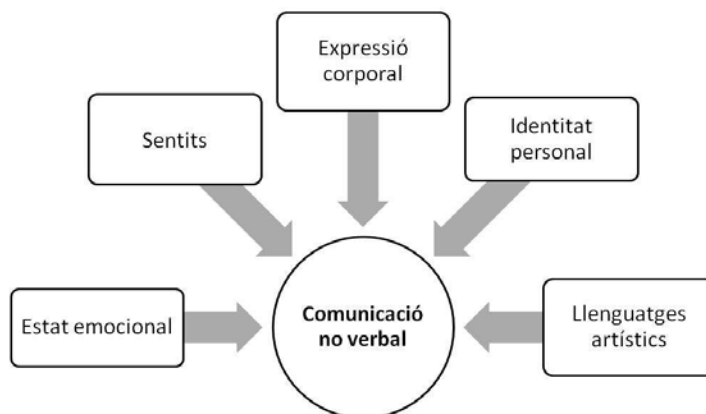 Expressió
corporal
Sentits
Identitat
personal
Estat emocional
Comunicació
no verbal
Llenguatges
artístics